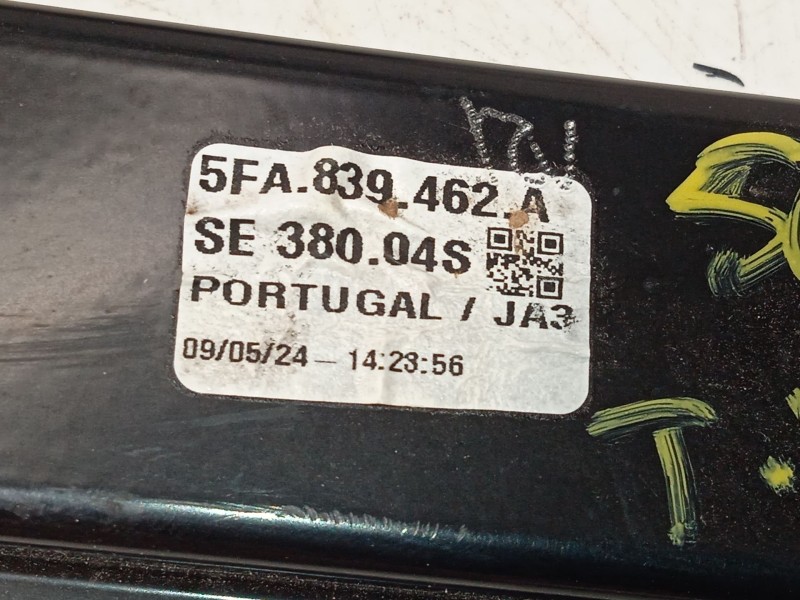 5FA.839.462.A
SE 380.04S
PORTUGAL / JA3
09/05/24 - 14:23:56
T.